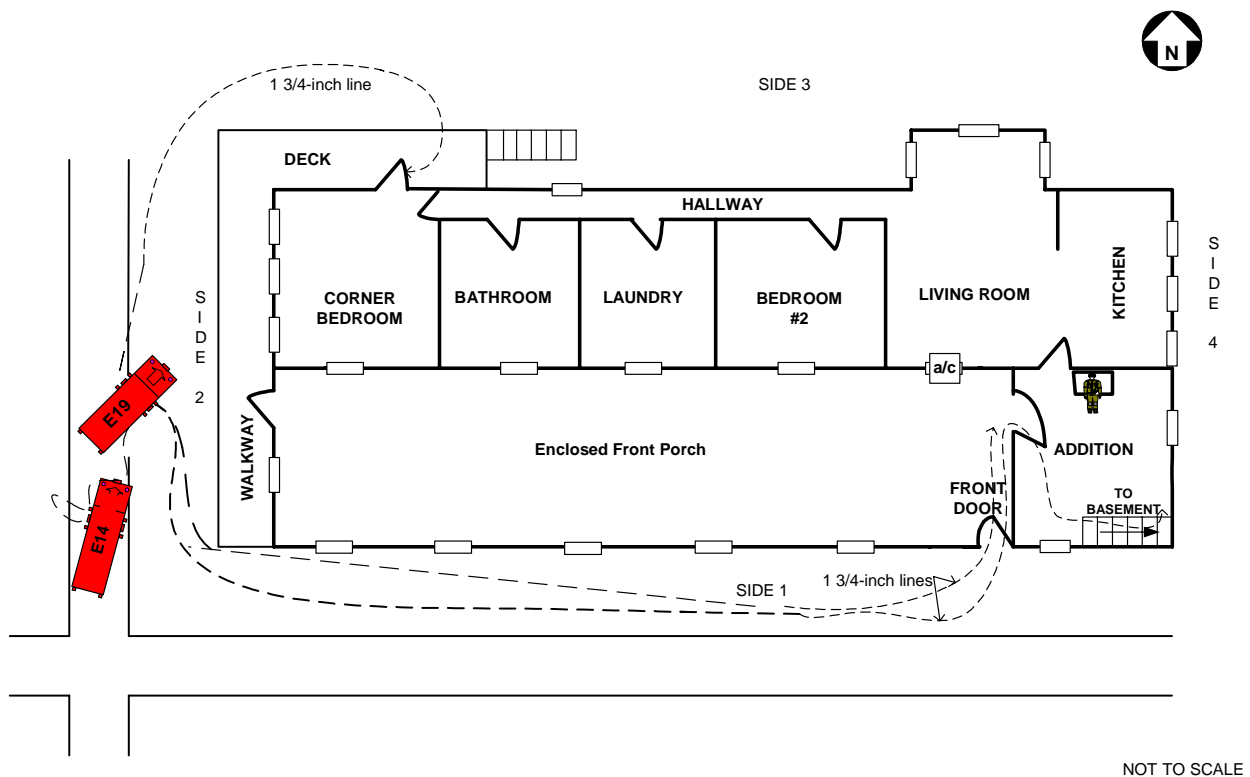 N
1 3/4-inch line
SIDE 3
DECK
HALLWAY
SIDE 2
CORNER
BEDROOM
BATHROOM
LAUNDRY
BEDROOM
#2
LIVING ROOM
KITCHEN
SIDE 4
a/c
E19
WALKWAY
Enclosed Front Porch
ADDITION
FRONT
DOOR
TO
BASEMENT
E14
SIDE 1
1 3/4-inch lines
NOT TO SCALE